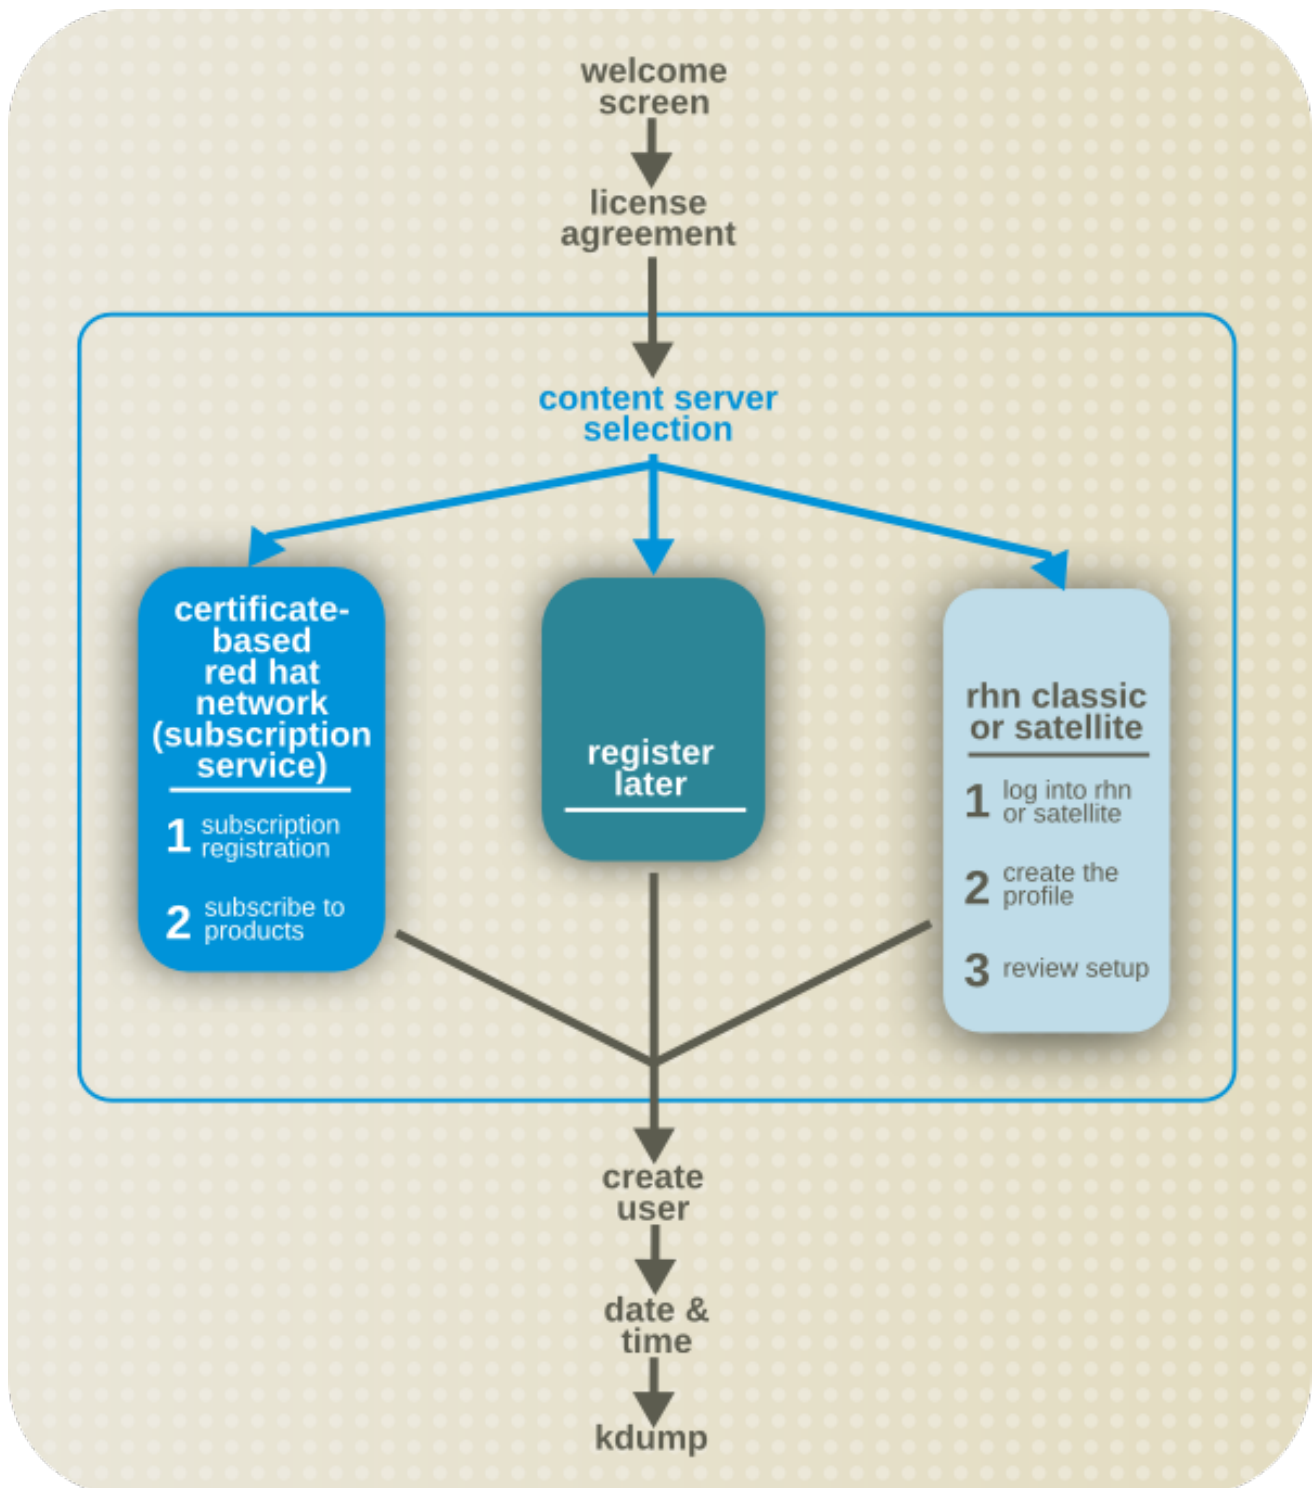 welcome
screen
license
agreement
content server
selection
certificate-
based
red hat
network
(subscription
service)
1 subscription
registration
2 subscribe to
products
register
later
rhn classic
or satellite
1 log into rhn
or satellite
2 create the
profile
3 review setup
create
user
date &
time
kdump